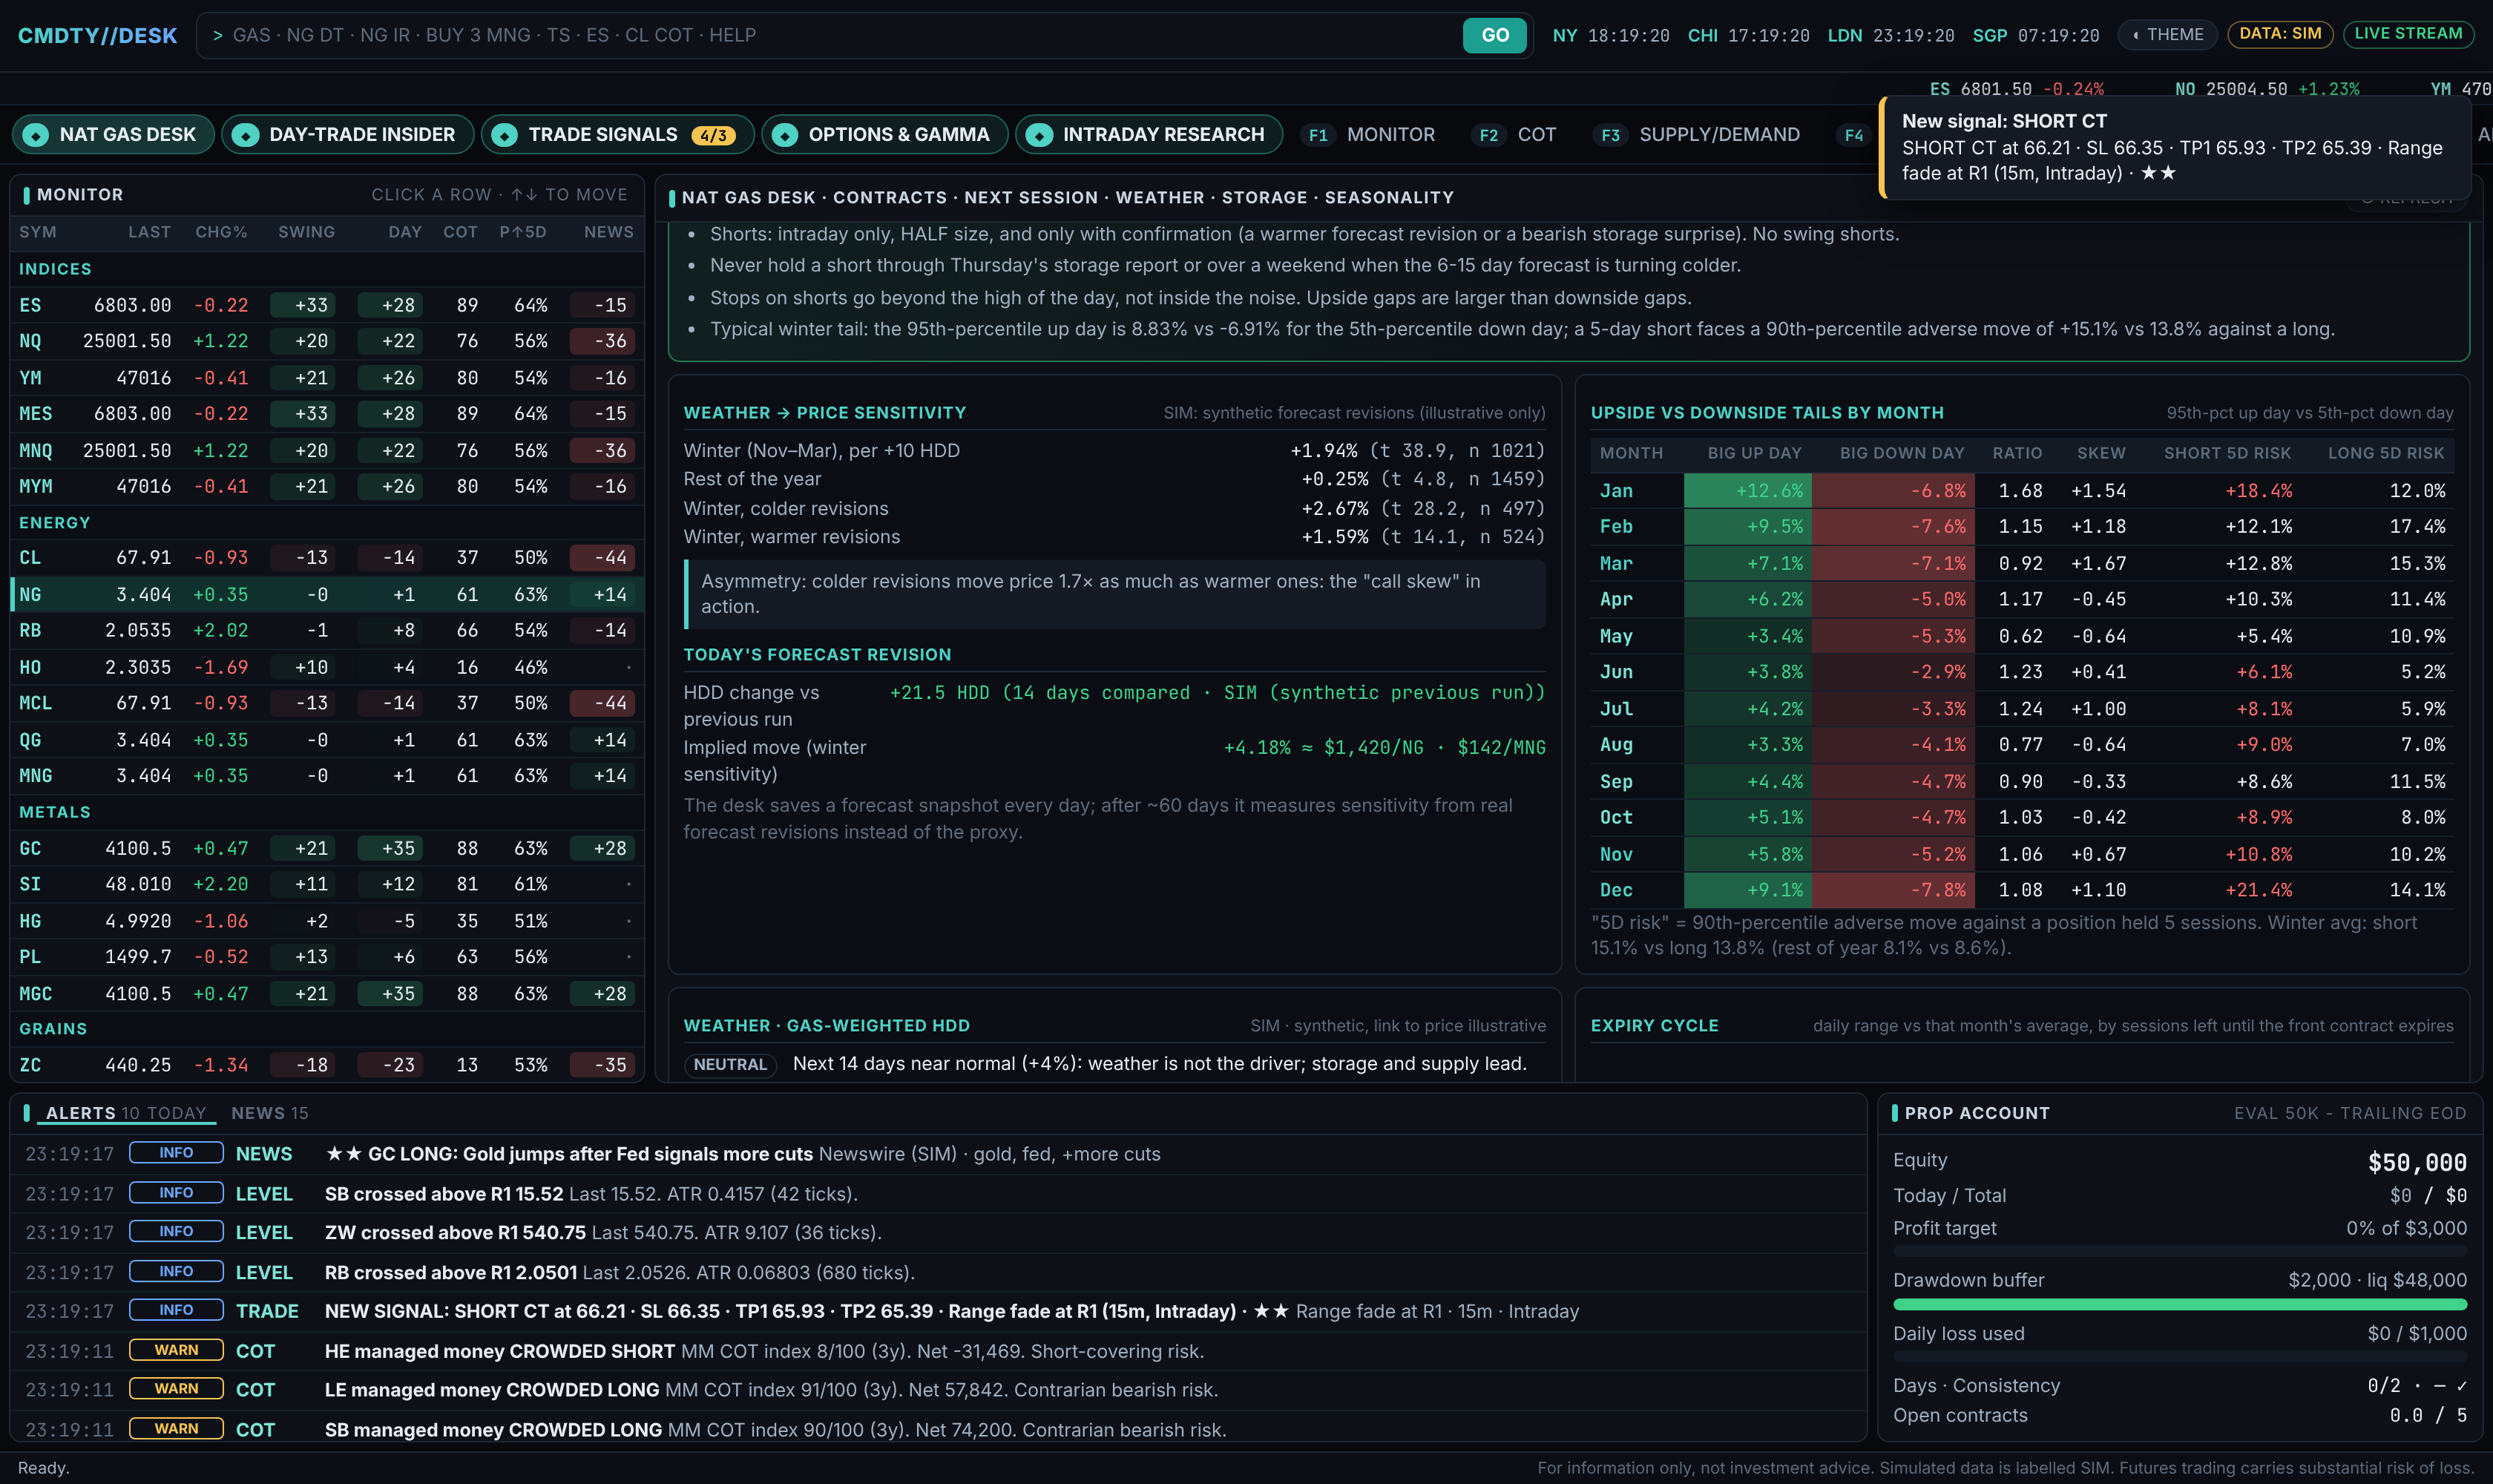 CMDTY//DESK
> GAS · NG DT · NG IR · BUY 3 MNG · TS · ES · CL COT · HELP
GO
NY 18:19:20 CHI 17:19:20 LDN 23:19:20 SGP 07:19:20
THEME
DATA: SIM
LIVE STREAM
ES 6801.50 -0.24% NQ 25004.50 +1.23% YM 470
NAT GAS DESK
DAY-TRADE INSIDER
TRADE SIGNALS 4/3
OPTIONS & GAMMA
INTRADAY RESEARCH
F1 MONITOR
F2 COT
F3 SUPPLY/DEMAND
F4
New signal: SHORT CT
SHORT CT at 66.21 · SL 66.35 · TP1 65.93 · TP2 65.39 · Range
fade at R1 (15m, Intraday) · ★★
MONITOR CLICK A ROW · ↑↓ TO MOVE
SYM LAST CHG% SWING DAY COT P↑5D NEWS
INDICES
ES 6803.00 -0.22 +33 +28 89 64% -15
NQ 25001.50 +1.22 +20 +22 76 56% -36
YM 47016 -0.41 +21 +26 80 54% -16
MES 6803.00 -0.22 +33 +28 89 64% -15
MNQ 25001.50 +1.22 +20 +22 76 56% -36
MYM 47016 -0.41 +21 +26 80 54% -16
ENERGY
CL 67.91 -0.93 -13 -14 37 50% -44
NG 3.404 +0.35 -0 +1 61 63% +14
RB 2.0535 +2.02 -1 +8 66 54% -14
HO 2.3035 -1.69 +10 +4 16 46% ·
MCL 67.91 -0.93 -13 -14 37 50% -44
QG 3.404 +0.35 -0 +1 61 63% +14
MNG 3.404 +0.35 -0 +1 61 63% +14
METALS
GC 4100.5 +0.47 +21 +35 88 63% +28
SI 48.010 +2.20 +11 +12 81 61% ·
HG 4.9920 -1.06 +2 -5 35 51% ·
PL 1499.7 -0.52 +13 +6 63 56% ·
MGC 4100.5 +0.47 +21 +35 88 63% +28
GRAINS
ZC 440.25 -1.34 -18 -23 13 53% -35
NAT GAS DESK · CONTRACTS · NEXT SESSION · WEATHER · STORAGE · SEASONALITY
• Shorts: intraday only, HALF size, and only with confirmation (a warmer forecast revision or a bearish storage surprise). No swing shorts.
• Never hold a short through Thursday's storage report or over a weekend when the 6-15 day forecast is turning colder.
• Stops on shorts go beyond the high of the day, not inside the noise. Upside gaps are larger than downside gaps.
• Typical winter tail: the 95th-percentile up day is 8.83% vs -6.91% for the 5th-percentile down day; a 5-day short faces a 90th-percentile adverse move of +15.1% vs 13.8% against a long.
WEATHER → PRICE SENSITIVITY SIM: synthetic forecast revisions (illustrative only)
Winter (Nov–Mar), per +10 HDD +1.94% (t 38.9, n 1021)
Rest of the year +0.25% (t 4.8, n 1459)
Winter, colder revisions +2.67% (t 28.2, n 497)
Winter, warmer revisions +1.59% (t 14.1, n 524)
Asymmetry: colder revisions move price 1.7× as much as warmer ones: the "call skew" in
action.
TODAY'S FORECAST REVISION
HDD change vs previous run +21.5 HDD (14 days compared · SIM (synthetic previous run))
Implied move (winter sensitivity) +4.18% ≈ $1,420/NG · $142/MNG
The desk saves a forecast snapshot every day; after ~60 days it measures sensitivity from real
forecast revisions instead of the proxy.
UPSIDE VS DOWNSIDE TAILS BY MONTH 95th-pct up day vs 5th-pct down day
MONTH BIG UP DAY BIG DOWN DAY RATIO SKEW SHORT 5D RISK LONG 5D RISK
Jan +12.6% -6.8% 1.68 +1.54 +18.4% 12.0%
Feb +9.5% -7.6% 1.15 +1.18 +12.1% 17.4%
Mar +7.1% -7.1% 0.92 +1.67 +12.8% 15.3%
Apr +6.2% -5.0% 1.17 -0.45 +10.3% 11.4%
May +3.4% -5.3% 0.62 -0.64 +5.4% 10.9%
Jun +3.8% -2.9% 1.23 +0.41 +6.1% 5.2%
Jul +4.2% -3.3% 1.24 +1.00 +8.1% 5.9%
Aug +3.3% -4.1% 0.77 -0.64 +9.0% 7.0%
Sep +4.4% -4.7% 0.90 -0.33 +8.6% 11.5%
Oct +5.1% -4.7% 1.03 -0.42 +8.9% 8.0%
Nov +5.8% -5.2% 1.06 +0.67 +10.8% 10.2%
Dec +9.1% -7.8% 1.08 +1.10 +21.4% 14.1%
"5D risk" = 90th-percentile adverse move against a position held 5 sessions. Winter avg: short
15.1% vs long 13.8% (rest of year 8.1% vs 8.6%).
WEATHER · GAS-WEIGHTED HDD SIM · synthetic, link to price illustrative
NEUTRAL Next 14 days near normal (+4%): weather is not the driver; storage and supply lead.
EXPIRY CYCLE daily range vs that month's average, by sessions left until the front contract expires
ALERTS 10 TODAY NEWS 15
23:19:17 INFO NEWS ★★ GC LONG: Gold jumps after Fed signals more cuts Newswire (SIM) · gold, fed, +more cuts
23:19:17 INFO LEVEL SB crossed above R1 15.52 Last 15.52. ATR 0.4157 (42 ticks).
23:19:17 INFO LEVEL ZW crossed above R1 540.75 Last 540.75. ATR 9.107 (36 ticks).
23:19:17 INFO LEVEL RB crossed above R1 2.0501 Last 2.0526. ATR 0.06803 (680 ticks).
23:19:17 INFO TRADE NEW SIGNAL: SHORT CT at 66.21 · SL 66.35 · TP1 65.93 · TP2 65.39 · Range fade at R1 (15m, Intraday) · ★★ Range fade at R1 · 15m · Intraday
23:19:11 WARN COT HE managed money CROWDED SHORT MM COT index 8/100 (3y). Net -31,469. Short-covering risk.
23:19:11 WARN COT LE managed money CROWDED LONG MM COT index 91/100 (3y). Net 57,842. Contrarian bearish risk.
23:19:11 WARN COT SB managed money CROWDED LONG MM COT index 90/100 (3y). Net 74,200. Contrarian bearish risk.
PROP ACCOUNT EVAL 50K - TRAILING EOD
Equity $50,000
Today / Total $0 / $0
Profit target 0% of $3,000
Drawdown buffer $2,000 · liq $48,000
Daily loss used $0 / $1,000
Days · Consistency 0/2 · — ✓
Open contracts 0.0 / 5
Ready.
For information only, not investment advice. Simulated data is labelled SIM. Futures trading carries substantial risk of loss.